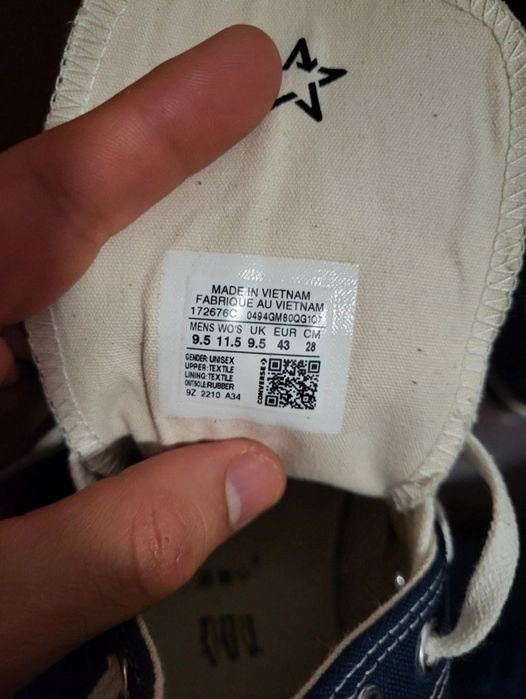 MADE IN VIETNAM
FABRIQUE AU VIETNAM
172676C 0494GM80QG107
MENS WO'S UK EUR CM
9.5 11.5 9.5 43 28
GENDER: UNISEX
UPPER: TEXTILE
LINING: TEXTILE
OUTSOLE:RUBBER
9Z 2210 A34
CONVERSE